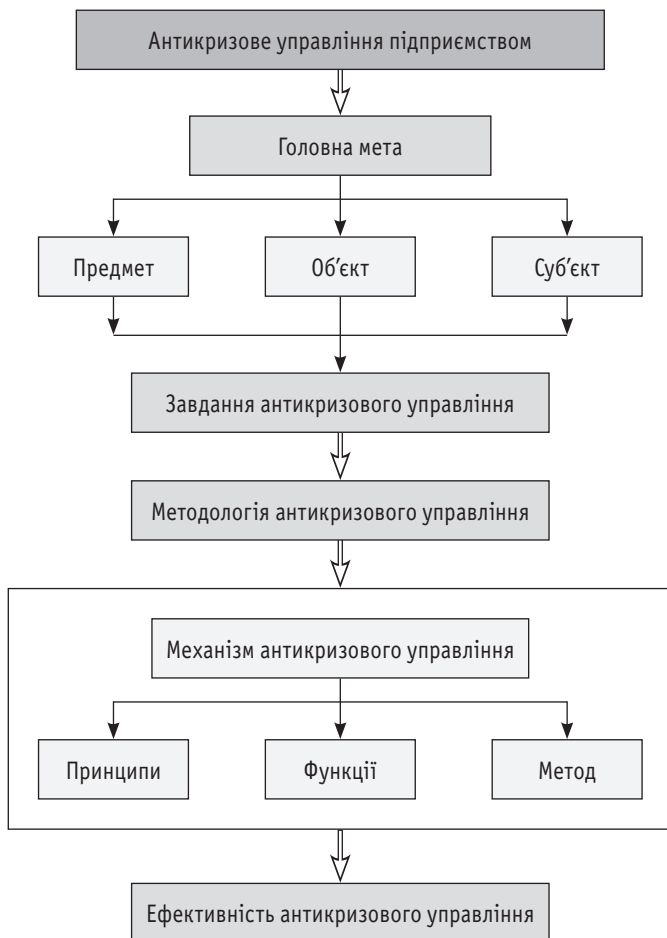 Антикризове управління підприємством
Головна мета
Предмет
Об’єкт
Суб’єкт
Завдання антикризового управління
Методологія антикризового управління
Механізм антикризового управління
Принципи
Функції
Метод
Ефективність антикризового управління